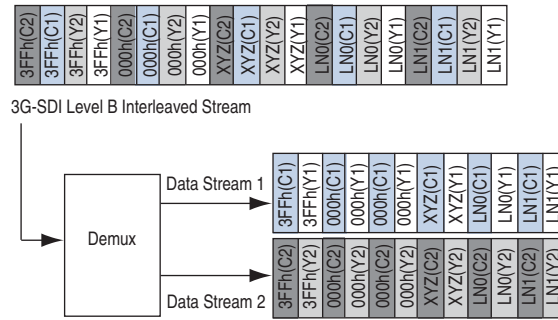 3FFh(C2) 3FFh(C1) 3FFh(Y2) 3FFh(Y1) 000h(C2) 000h(C1) 000h(Y2) 000h(Y1) XYZ(C2) XYZ(C1) XYZ(Y2) XYZ(Y1) LN0(C2) LN0(C1) LN0(Y2) LN0(Y1) LN1(C2) LN1(C1) LN1(Y2) LN1(Y1)
3G-SDI Level B Interleaved Stream
Demux
Data Stream 1
3FFh(C1) 3FFh(Y1) 000h(C1) 000h(Y1) 000h(C1) 000h(Y1) XYZ(C1) XYZ(Y1) LN0(C1) LN0(Y1) LN1(C1) LN1(Y1)
Data Stream 2
3FFh(C2) 3FFh(Y2) 000h(C2) 000h(Y2) 000h(C2) 000h(Y2) XYZ(C2) XYZ(Y2) LN0(C2) LN0(Y2) LN1(C2) LN1(Y2)